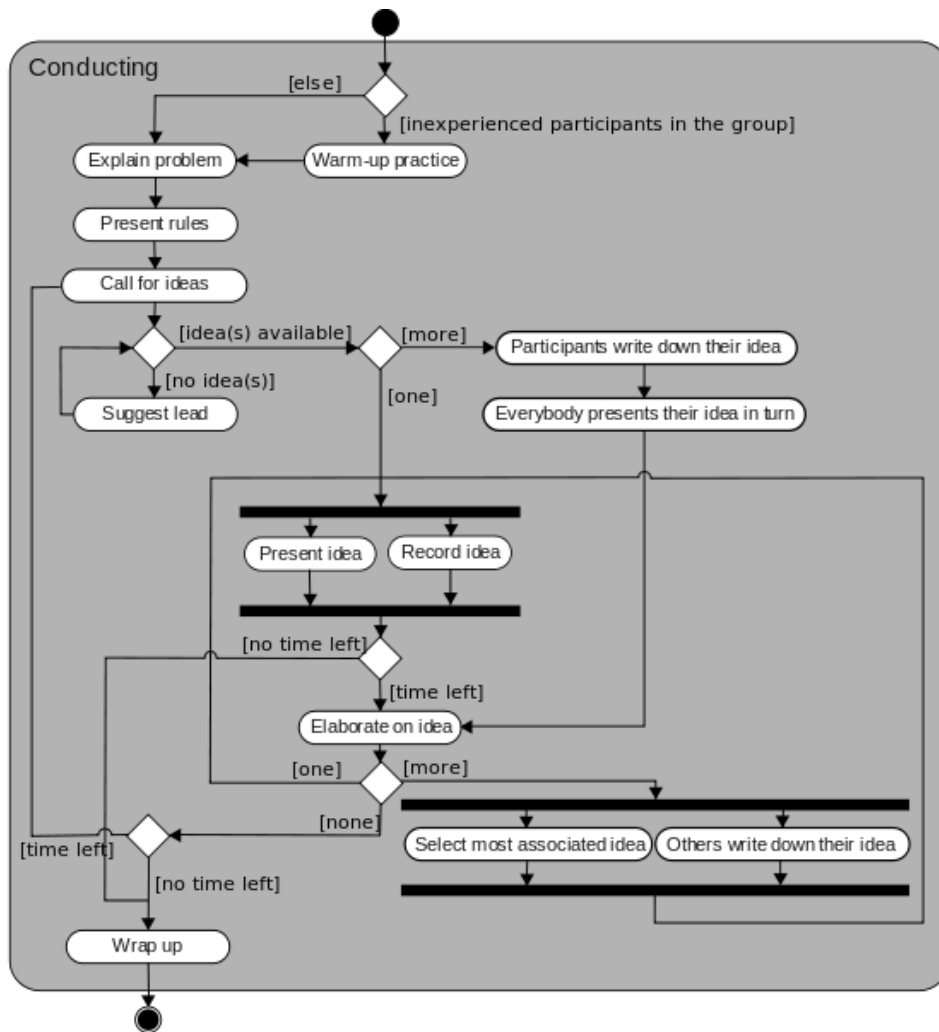 Conducting
[else]
[inexperienced participants in the group]
Explain problem
Warm-up practice
Present rules
Call for ideas
[idea(s) available]
[more]
Participants write down their idea
[no idea(s)]
[one]
Suggest lead
Everybody presents their idea in turn
Present idea
Record idea
[no time left]
[time left]
Elaborate on idea
[one]
[more]
[none]
Select most associated idea
Others write down their idea
[time left]
[no time left]
Wrap up